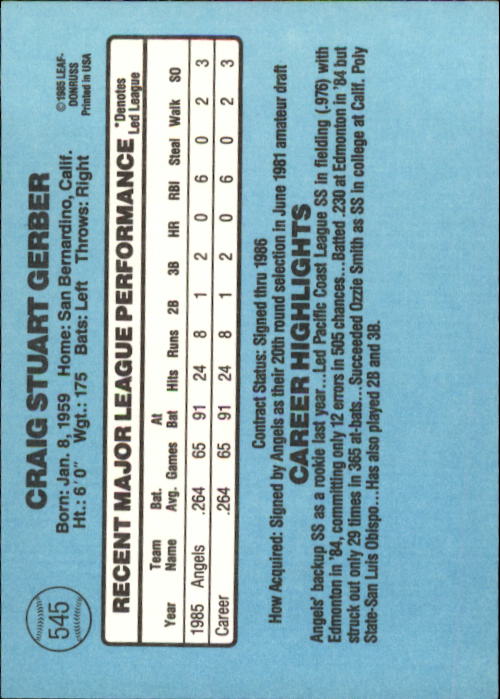 545
CRAIG STUART GERBER
Born: Jan. 8, 1959 Home: San Bernardino, Calif.
Ht.: 6'0" Wgt.: 175 Bats: Left Throws: Right
© 1985 LEAF-
DONRUSS
Printed in USA
RECENT MAJOR LEAGUE PERFORMANCE
*Denotes
Led League
Year Team Name Bat. Avg. Games At Bat Hits Runs 2B 3B HR RBI Steal Walk SO
1985 Angels .264 65 91 24 8 1 2 0 6 0 2 3
Career .264 65 91 24 8 1 2 0 6 0 2 3
Contract Status: Signed thru 1986
How Acquired: Signed by Angels as their 20th round selection in June 1981 amateur draft
CAREER HIGHLIGHTS
Angels' backup SS as a rookie last year...Led Pacific Coast League SS in fielding (.976) with
Edmonton in '84, committing only 12 errors in 505 chances...Batted .230 at Edmonton in '84 but
struck out only 29 times in 365 at-bats...Succeeded Ozzie Smith as SS in college at Calif. Poly
State-San Luis Obispo...Has also played 2B and 3B.